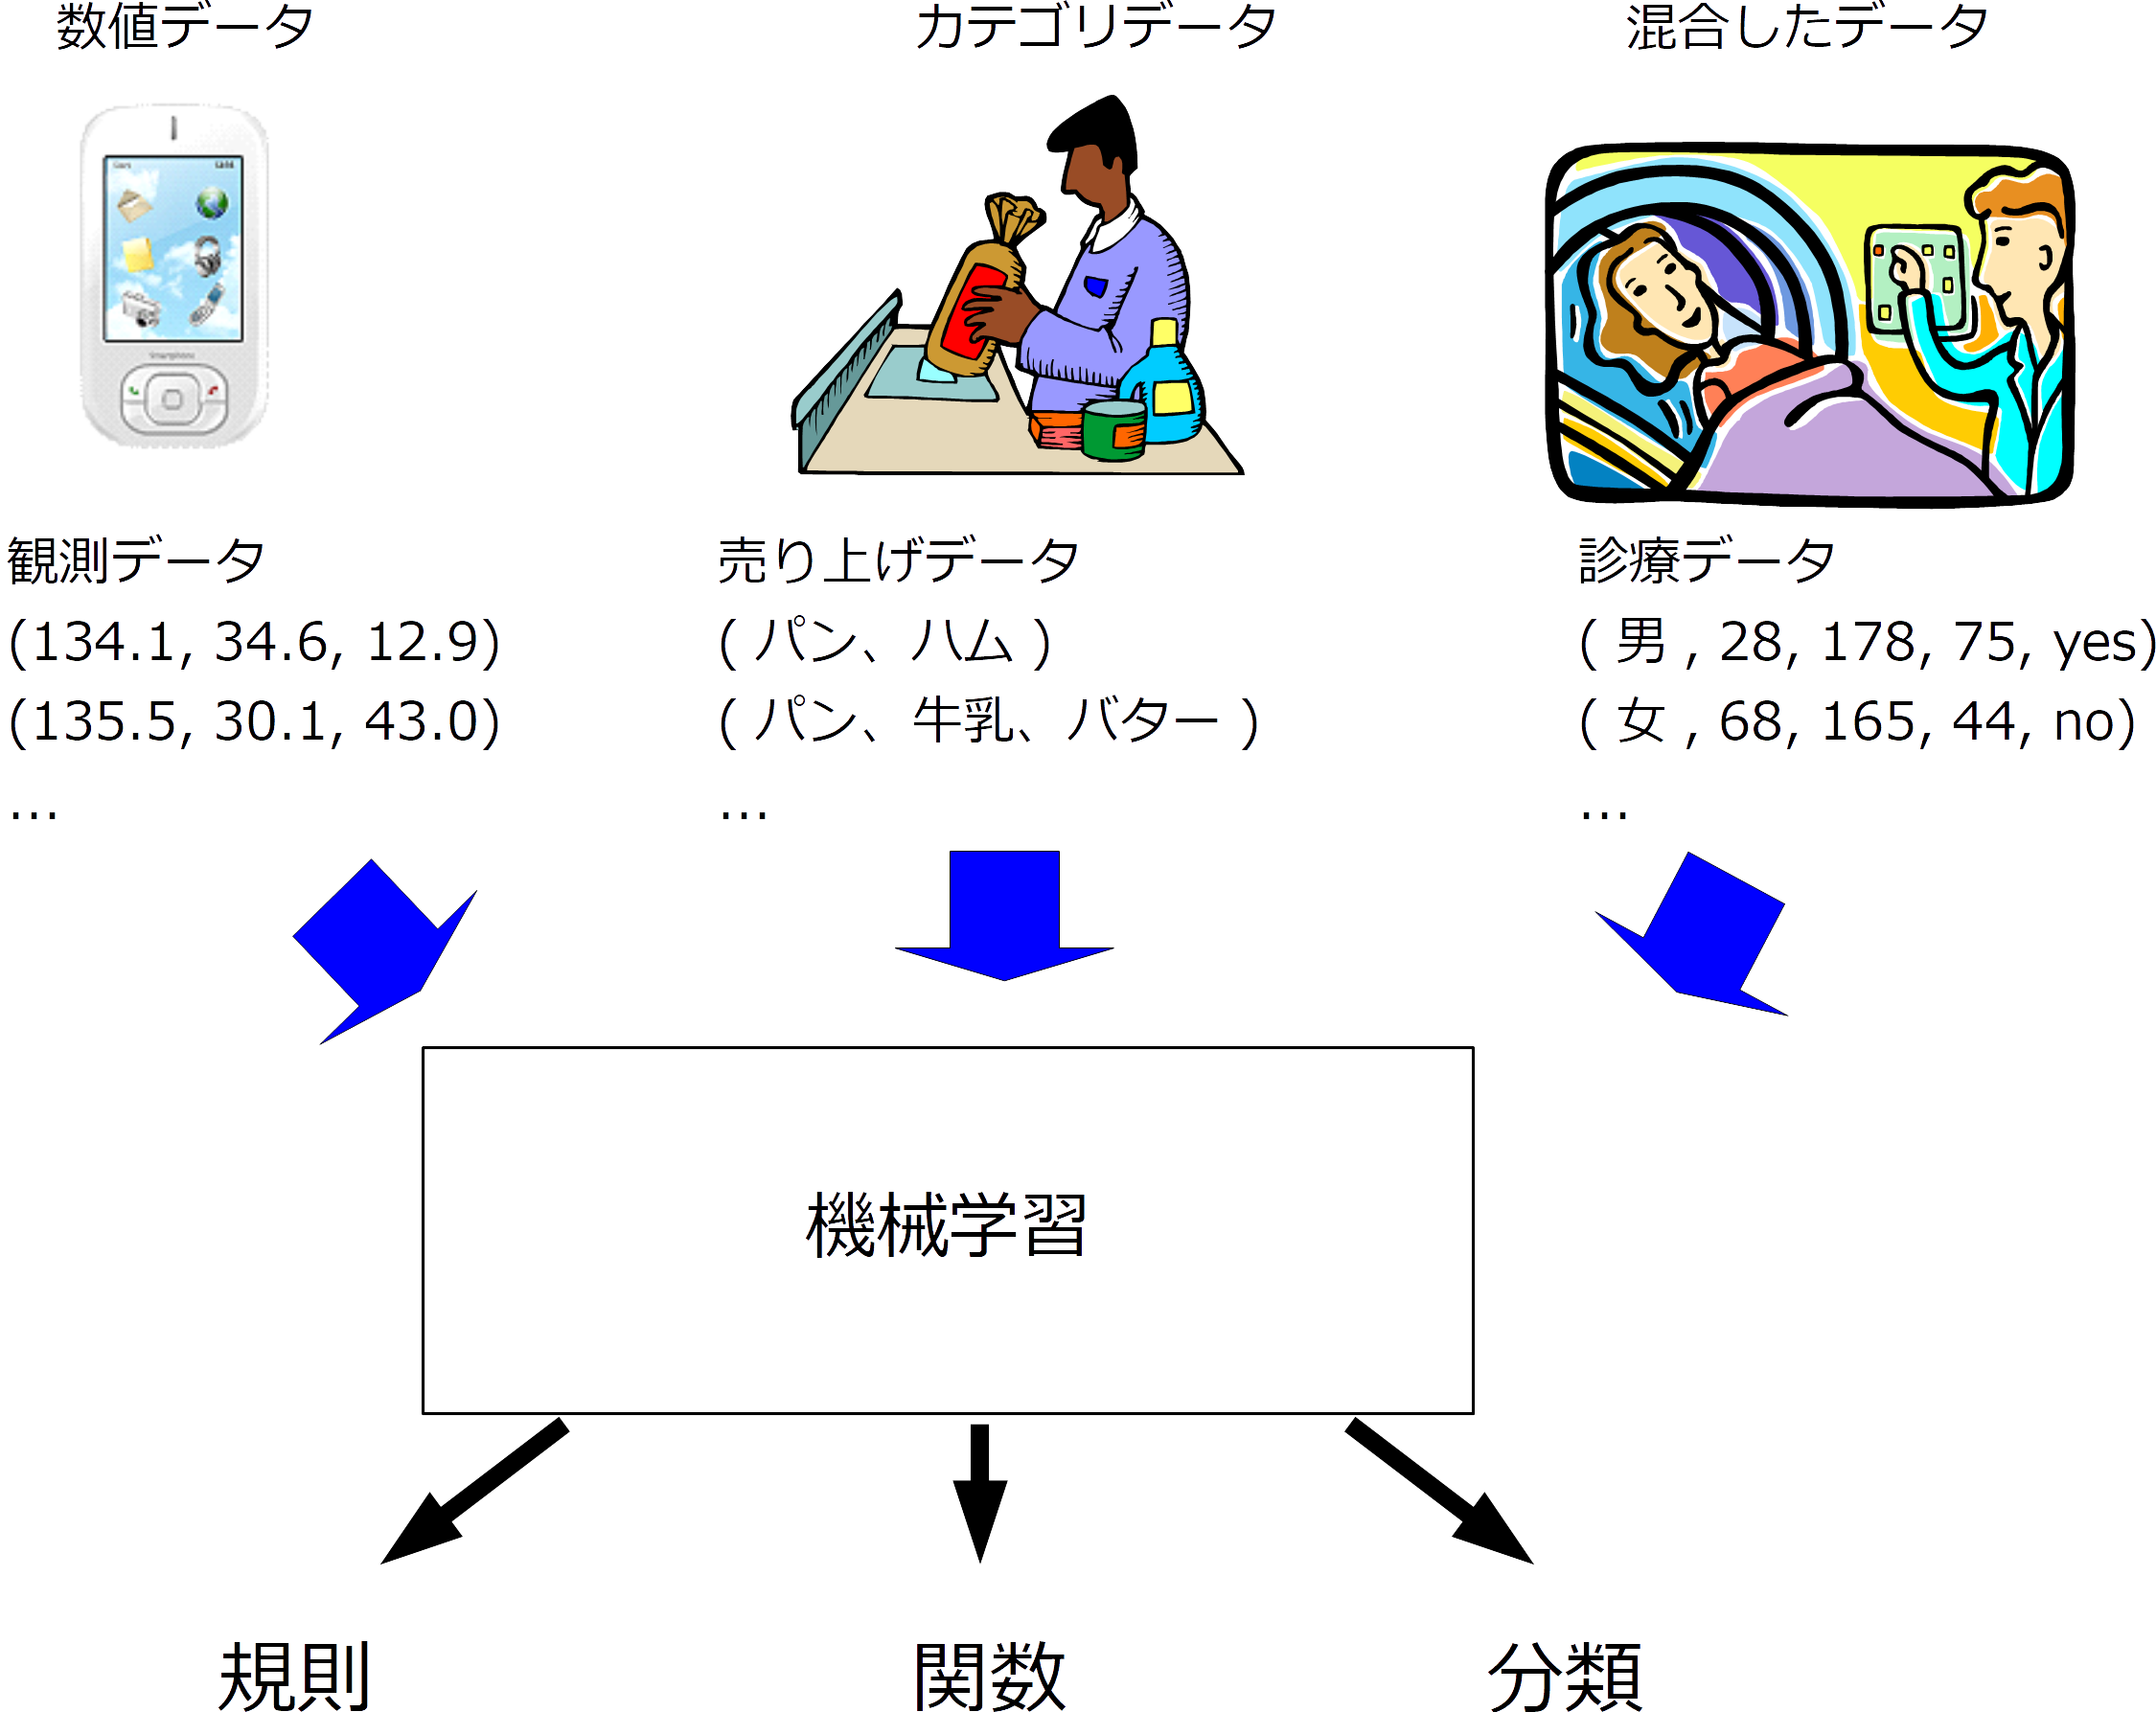 数値データ
カテゴリデータ
混合したデータ
Smartphone
観測データ
(134.1, 34.6, 12.9)
(135.5, 30.1, 43.0)
…
売り上げデータ
( パン、ハム )
( パン、牛乳、バター )
…
診療データ
( 男 , 28, 178, 75, yes)
( 女 , 68, 165, 44, no)
…
機械学習
規則
関数
分類